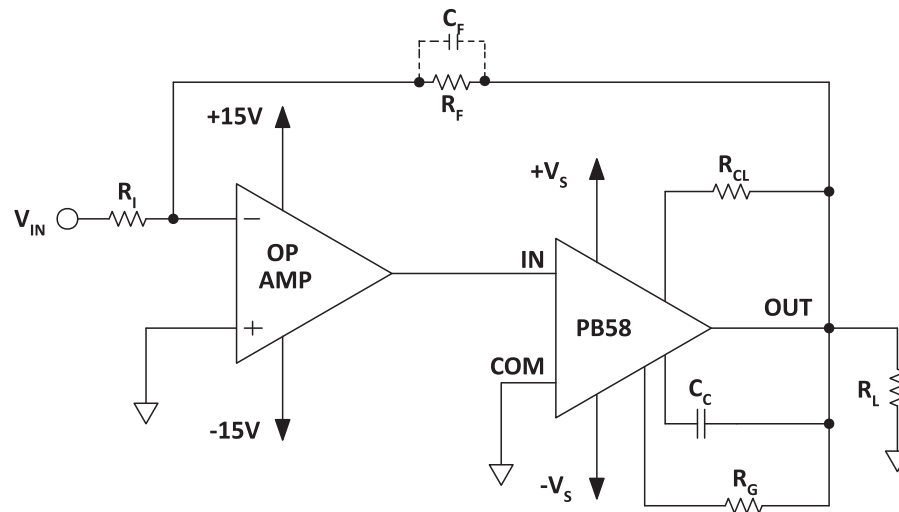 C_F
R_F
+15V
+V_S
R_CL
R_I
V_IN
−
OP
AMP
IN
OUT
+
PB58
COM
R_L
C_C
-15V
-V_S
R_G